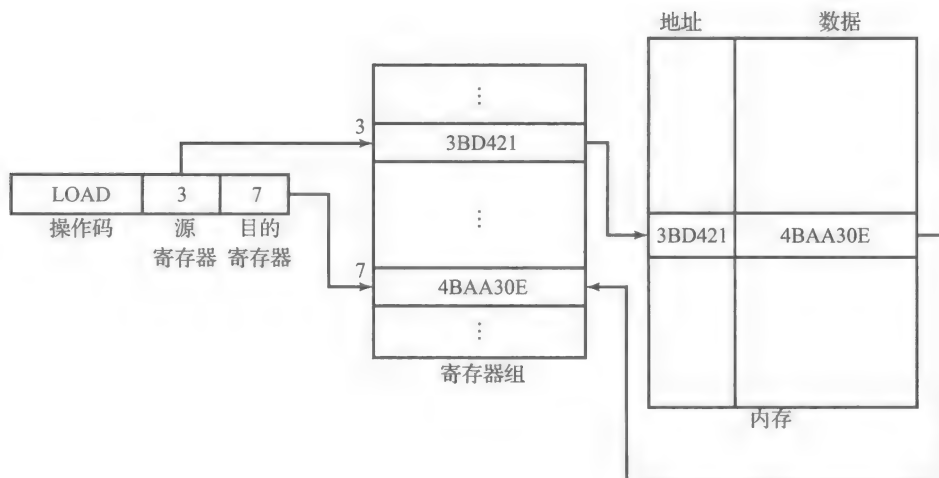 地址 数据
⋮
3
3BD421
LOAD 3 7
操作码 源 目的
寄存器 寄存器
⋮
3BD421 4BAA30E
7
4BAA30E
⋮
寄存器组
内存